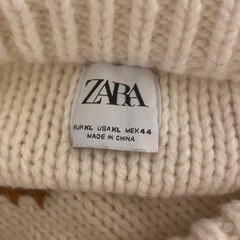 ZARA
EUR XL USA XL MEX 44
MADE IN CHINA